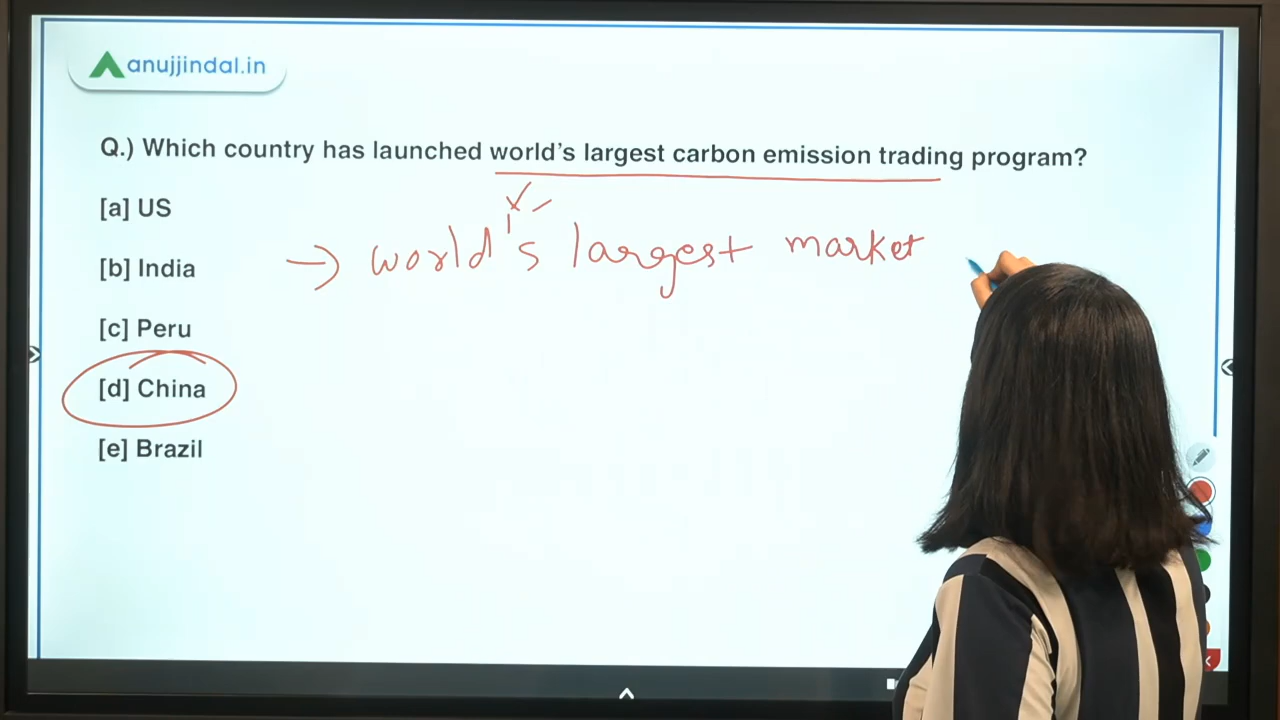 anujjindal.in
Q.) Which country has launched world's largest carbon emission trading program?
[a] US
→ world's largest market
[b] India
[c] Peru
[d] China
[e] Brazil